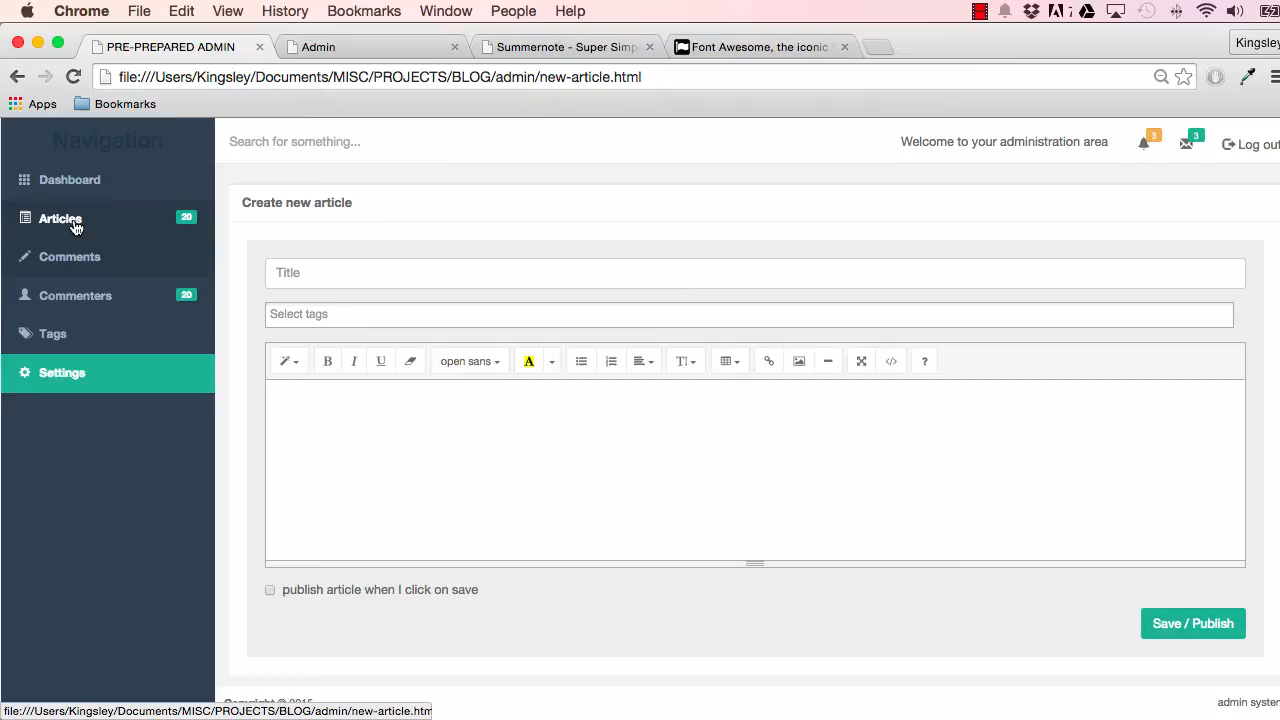 Chrome File Edit View History Bookmarks Window People Help
PRE-PREPARED ADMIN
Admin
Summernote - Super Simp
Font Awesome, the iconic
Kingsley
file:///Users/Kingsley/Documents/MISC/PROJECTS/BLOG/admin/new-article.html
Apps
Bookmarks
Navigation
Search for something...
Welcome to your administration area
3
3
Log out
Dashboard
Articles
20
Comments
Commenters
20
Tags
Settings
Create new article
Title
Select tags
B I U
open sans
A
?
publish article when I click on save
Save / Publish
Copyright © 2015
admin system
file:///Users/Kingsley/Documents/MISC/PROJECTS/BLOG/admin/new-article.htm